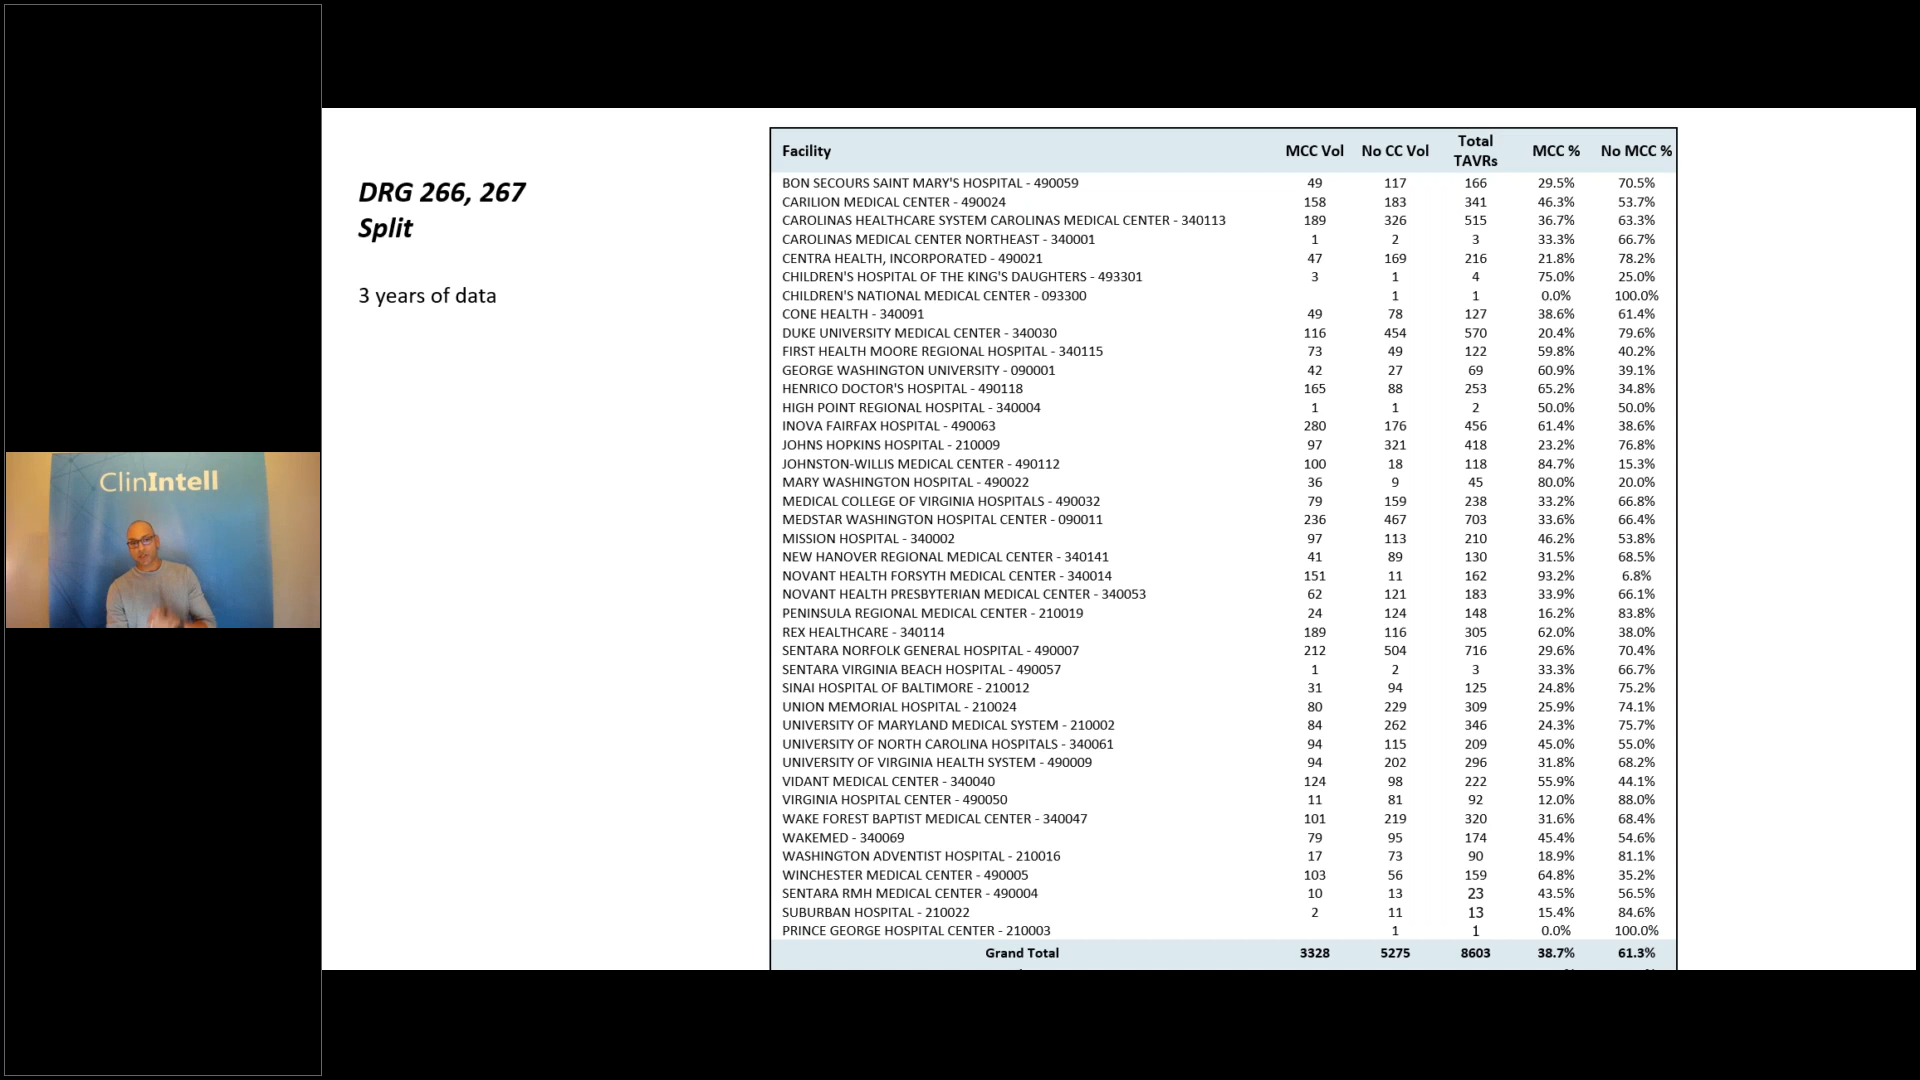 DRG 266, 267
Split
3 years of data
ClinIntell
Facility MCC Vol No CC Vol Total TAVRs MCC % No MCC %
BON SECOURS SAINT MARY'S HOSPITAL - 490059 49 117 166 29.5% 70.5%
CARILION MEDICAL CENTER - 490024 158 183 341 46.3% 53.7%
CAROLINAS HEALTHCARE SYSTEM CAROLINAS MEDICAL CENTER - 340113 189 326 515 36.7% 63.3%
CAROLINAS MEDICAL CENTER NORTHEAST - 340001 1 2 3 33.3% 66.7%
CENTRA HEALTH, INCORPORATED - 490021 47 169 216 21.8% 78.2%
CHILDREN'S HOSPITAL OF THE KING'S DAUGHTERS - 493301 3 1 4 75.0% 25.0%
CHILDREN'S NATIONAL MEDICAL CENTER - 093300 1 1 0.0% 100.0%
CONE HEALTH - 340091 49 78 127 38.6% 61.4%
DUKE UNIVERSITY MEDICAL CENTER - 340030 116 454 570 20.4% 79.6%
FIRST HEALTH MOORE REGIONAL HOSPITAL - 340115 73 49 122 59.8% 40.2%
GEORGE WASHINGTON UNIVERSITY - 090001 42 27 69 60.9% 39.1%
HENRICO DOCTOR'S HOSPITAL - 490118 165 88 253 65.2% 34.8%
HIGH POINT REGIONAL HOSPITAL - 340004 1 1 2 50.0% 50.0%
INOVA FAIRFAX HOSPITAL - 490063 280 176 456 61.4% 38.6%
JOHNS HOPKINS HOSPITAL - 210009 97 321 418 23.2% 76.8%
JOHNSTON-WILLIS MEDICAL CENTER - 490112 100 18 118 84.7% 15.3%
MARY WASHINGTON HOSPITAL - 490022 36 9 45 80.0% 20.0%
MEDICAL COLLEGE OF VIRGINIA HOSPITALS - 490032 79 159 238 33.2% 66.8%
MEDSTAR WASHINGTON HOSPITAL CENTER - 090011 236 467 703 33.6% 66.4%
MISSION HOSPITAL - 340002 97 113 210 46.2% 53.8%
NEW HANOVER REGIONAL MEDICAL CENTER - 340141 41 89 130 31.5% 68.5%
NOVANT HEALTH FORSYTH MEDICAL CENTER - 340014 151 11 162 93.2% 6.8%
NOVANT HEALTH PRESBYTERIAN MEDICAL CENTER - 340053 62 121 183 33.9% 66.1%
PENINSULA REGIONAL MEDICAL CENTER - 210019 24 124 148 16.2% 83.8%
REX HEALTHCARE - 340114 189 116 305 62.0% 38.0%
SENTARA NORFOLK GENERAL HOSPITAL - 490007 212 504 716 29.6% 70.4%
SENTARA VIRGINIA BEACH HOSPITAL - 490057 1 2 3 33.3% 66.7%
SINAI HOSPITAL OF BALTIMORE - 210012 31 94 125 24.8% 75.2%
UNION MEMORIAL HOSPITAL - 210024 80 229 309 25.9% 74.1%
UNIVERSITY OF MARYLAND MEDICAL SYSTEM - 210002 84 262 346 24.3% 75.7%
UNIVERSITY OF NORTH CAROLINA HOSPITALS - 340061 94 115 209 45.0% 55.0%
UNIVERSITY OF VIRGINIA HEALTH SYSTEM - 490009 94 202 296 31.8% 68.2%
VIDANT MEDICAL CENTER - 340040 124 98 222 55.9% 44.1%
VIRGINIA HOSPITAL CENTER - 490050 11 81 92 12.0% 88.0%
WAKE FOREST BAPTIST MEDICAL CENTER - 340047 101 219 320 31.6% 68.4%
WAKEMED - 340069 79 95 174 45.4% 54.6%
WASHINGTON ADVENTIST HOSPITAL - 210016 17 73 90 18.9% 81.1%
WINCHESTER MEDICAL CENTER - 490005 103 56 159 64.8% 35.2%
SENTARA RMH MEDICAL CENTER - 490004 10 13 23 43.5% 56.5%
SUBURBAN HOSPITAL - 210022 2 11 13 15.4% 84.6%
PRINCE GEORGE HOSPITAL CENTER - 210003 1 1 0.0% 100.0%
Grand Total 3328 5275 8603 38.7% 61.3%